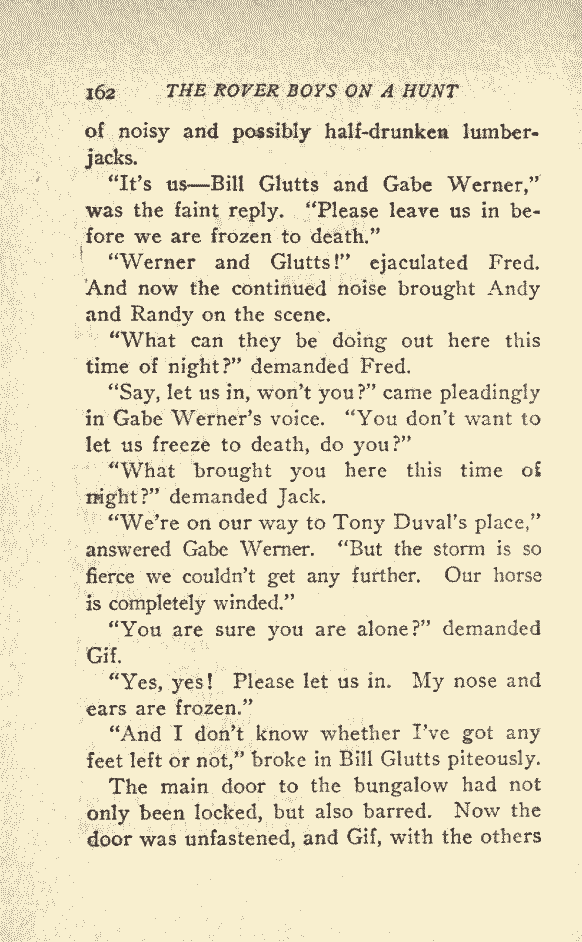 162 THE ROVER BOYS ON A HUNT
of noisy and possibly half-drunken lumber-
jacks.
“It’s us—Bill Glutts and Gabe Werner,”
was the faint reply. “Please leave us in be-
fore we are frozen to death.”
“Werner and Glutts!” ejaculated Fred.
And now the continued noise brought Andy
and Randy on the scene.
“What can they be doing out here this
time of night?” demanded Fred.
“Say, let us in, won’t you?” came pleadingly
in Gabe Werner’s voice. “You don’t want to
let us freeze to death, do you?”
“What brought you here this time of
night?” demanded Jack.
“We’re on our way to Tony Duval’s place,”
answered Gabe Werner. “But the storm is so
fierce we couldn’t get any further. Our horse
is completely winded.”
“You are sure you are alone?” demanded
Gif.
“Yes, yes! Please let us in. My nose and
ears are frozen.”
“And I don’t know whether I’ve got any
feet left or not,” broke in Bill Glutts piteously.
The main door to the bungalow had not
only been locked, but also barred. Now the
door was unfastened, and Gif, with the others